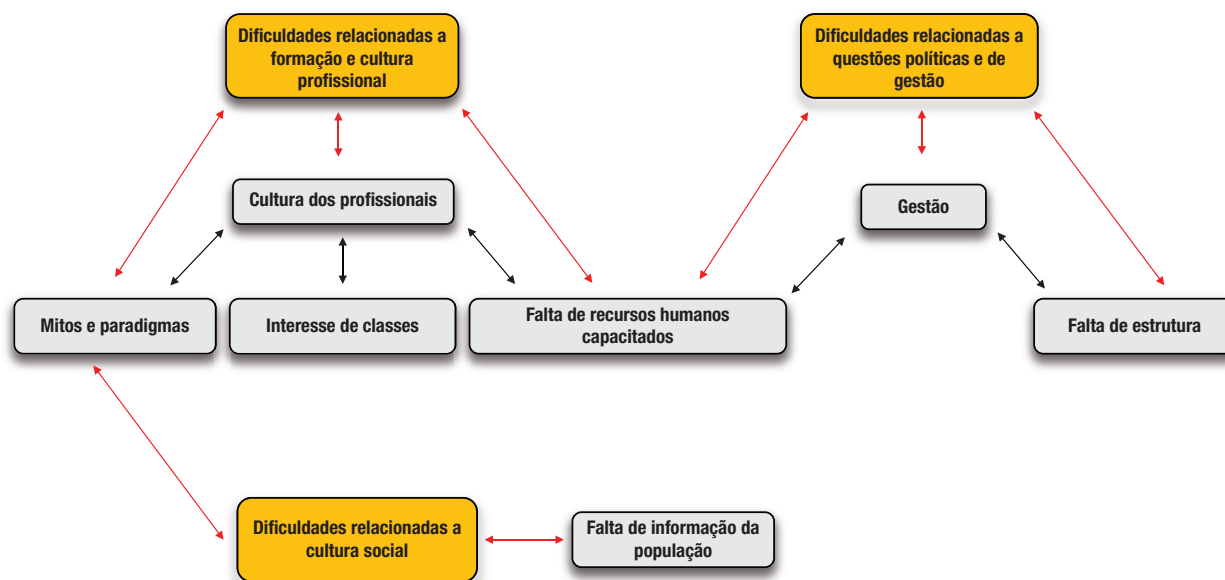 Dificuldades relacionadas a
formação e cultura
profissional
Dificuldades relacionadas a
questões políticas e de
gestão
Cultura dos profissionais
Gestão
Mitos e paradigmas
Interesse de classes
Falta de recursos humanos
capacitados
Falta de estrutura
Dificuldades relacionadas a
cultura social
Falta de informação da
população